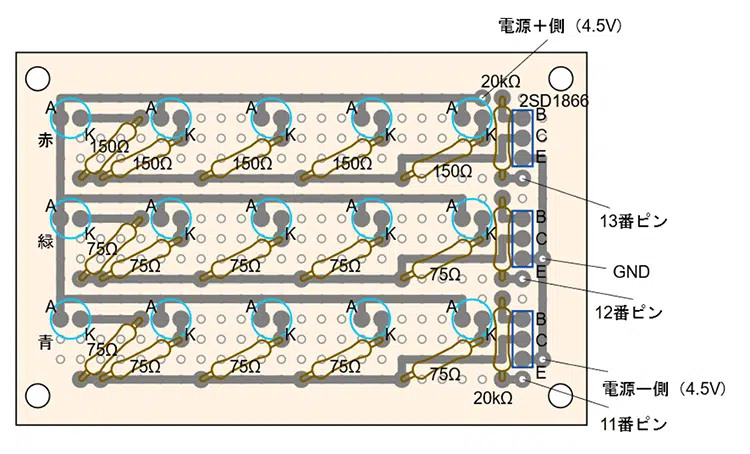 電源＋側（4.5V）
20kΩ
2SD1866
A A A A A B
K K K K K C
赤 150Ω 150Ω 150Ω 150Ω 150Ω E
13番ピン
A A A A A B
K K K K K C
緑 75Ω 75Ω 75Ω 75Ω 75Ω E
GND
12番ピン
A A A A A B
K K K K K C
青 75Ω 75Ω 75Ω 75Ω 75Ω E
電源ー側（4.5V）
20kΩ
11番ピン